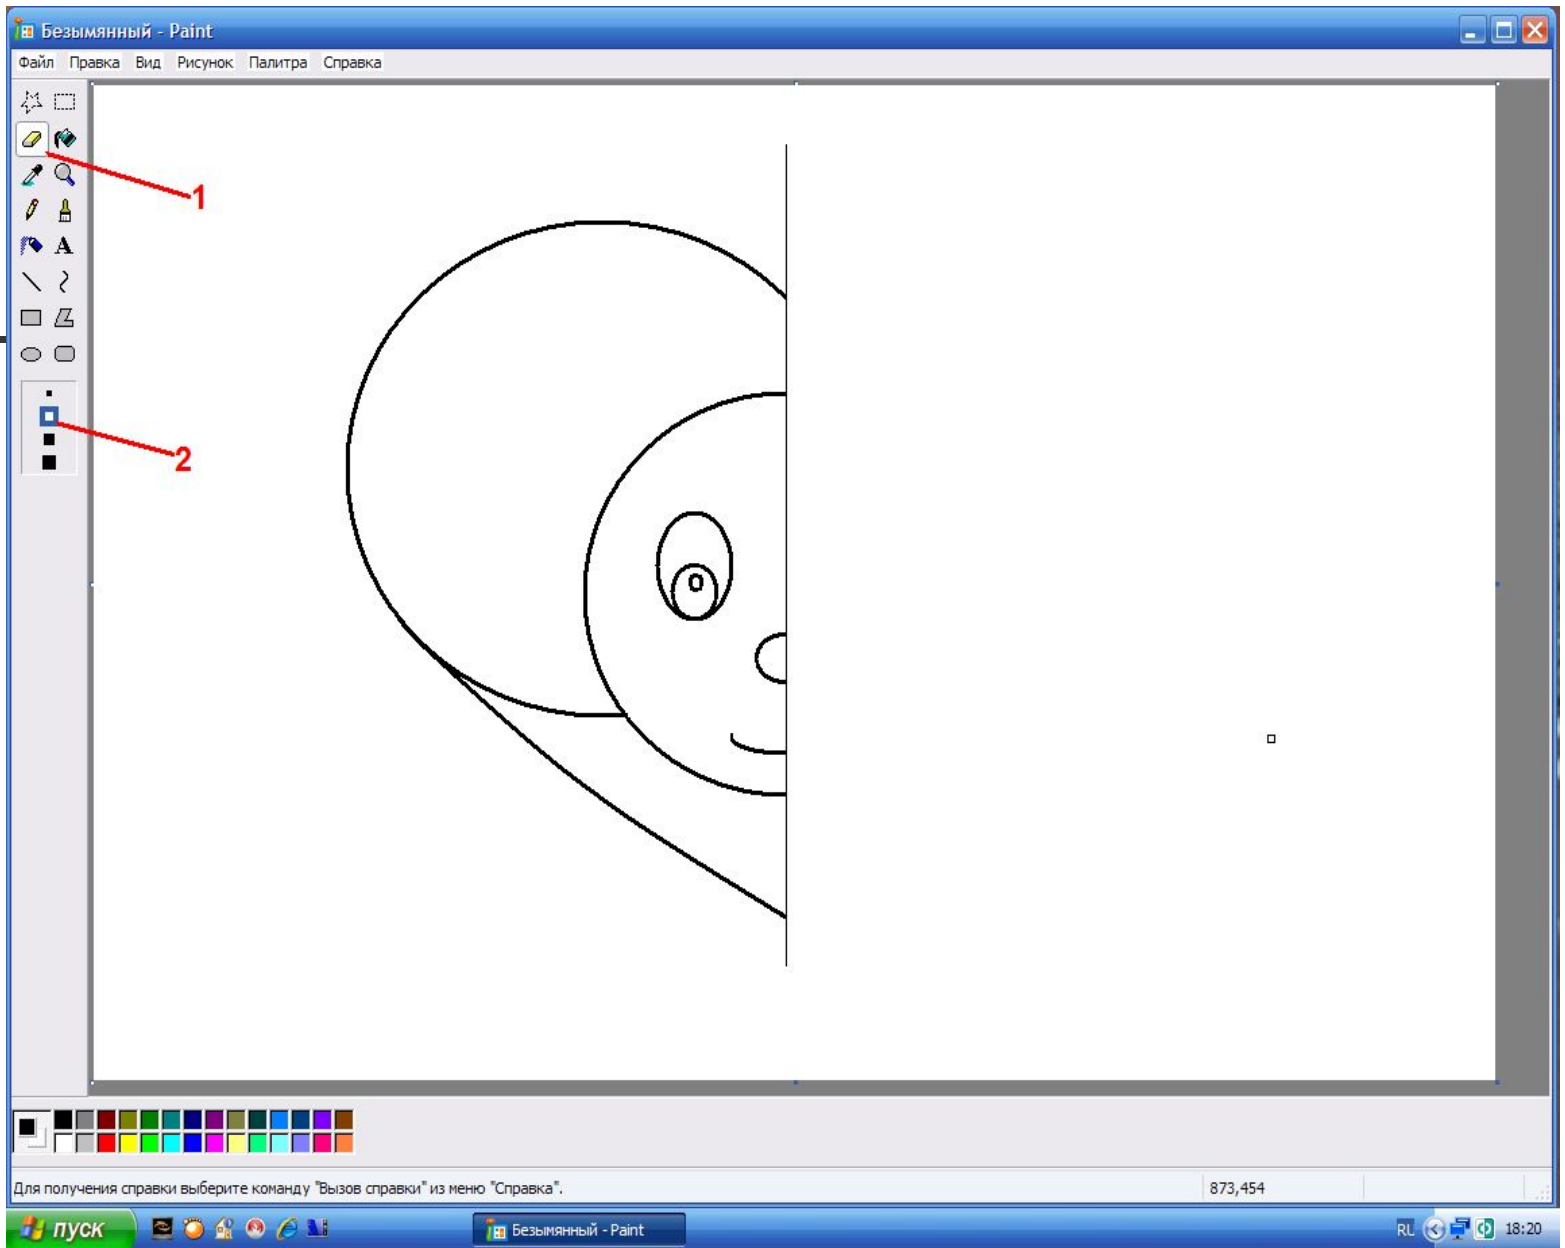 Безымянный - Paint
Файл Правка Вид Рисунок Палитра Справка
1
A
2
Для получения справки выберите команду "Вызов справки" из меню "Справка".
873,454
пуск
Безымянный - Paint
RL
18:20